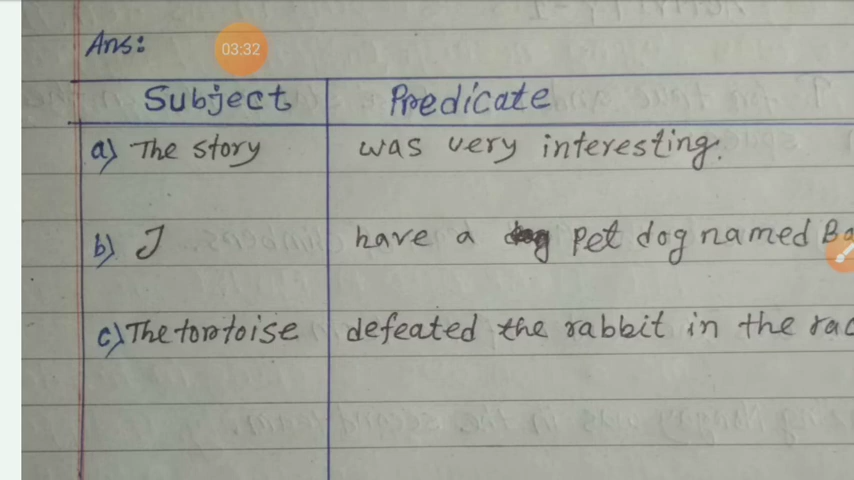 Ans:
03:32
Subject Predicate
a) The story was very interesting.
b) I have a pet dog named
c) The tortoise defeated the rabbit in the